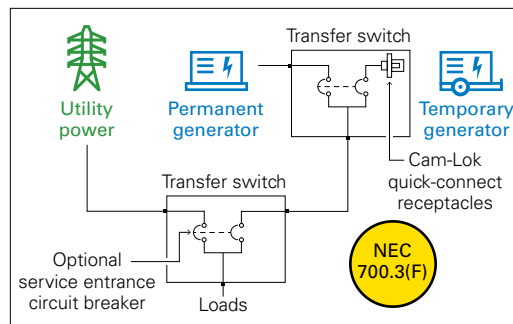 Transfer switch
Utility
power
Permanent
generator
Temporary
generator
Cam-Lok
quick-connect
receptacles
Transfer switch
Optional
service entrance
circuit breaker
Loads
NEC
700.3(F)